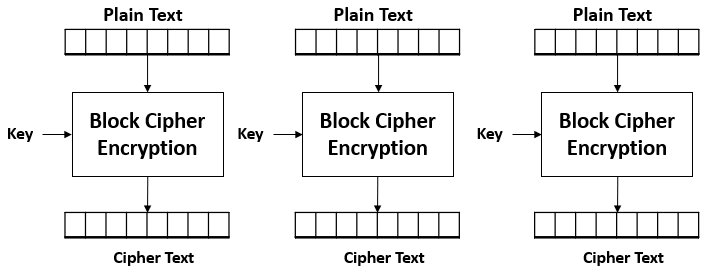 Plain Text
Plain Text
Plain Text
Key
Block Cipher
Encryption
Key
Block Cipher
Encryption
Key
Block Cipher
Encryption
Cipher Text
Cipher Text
Cipher Text